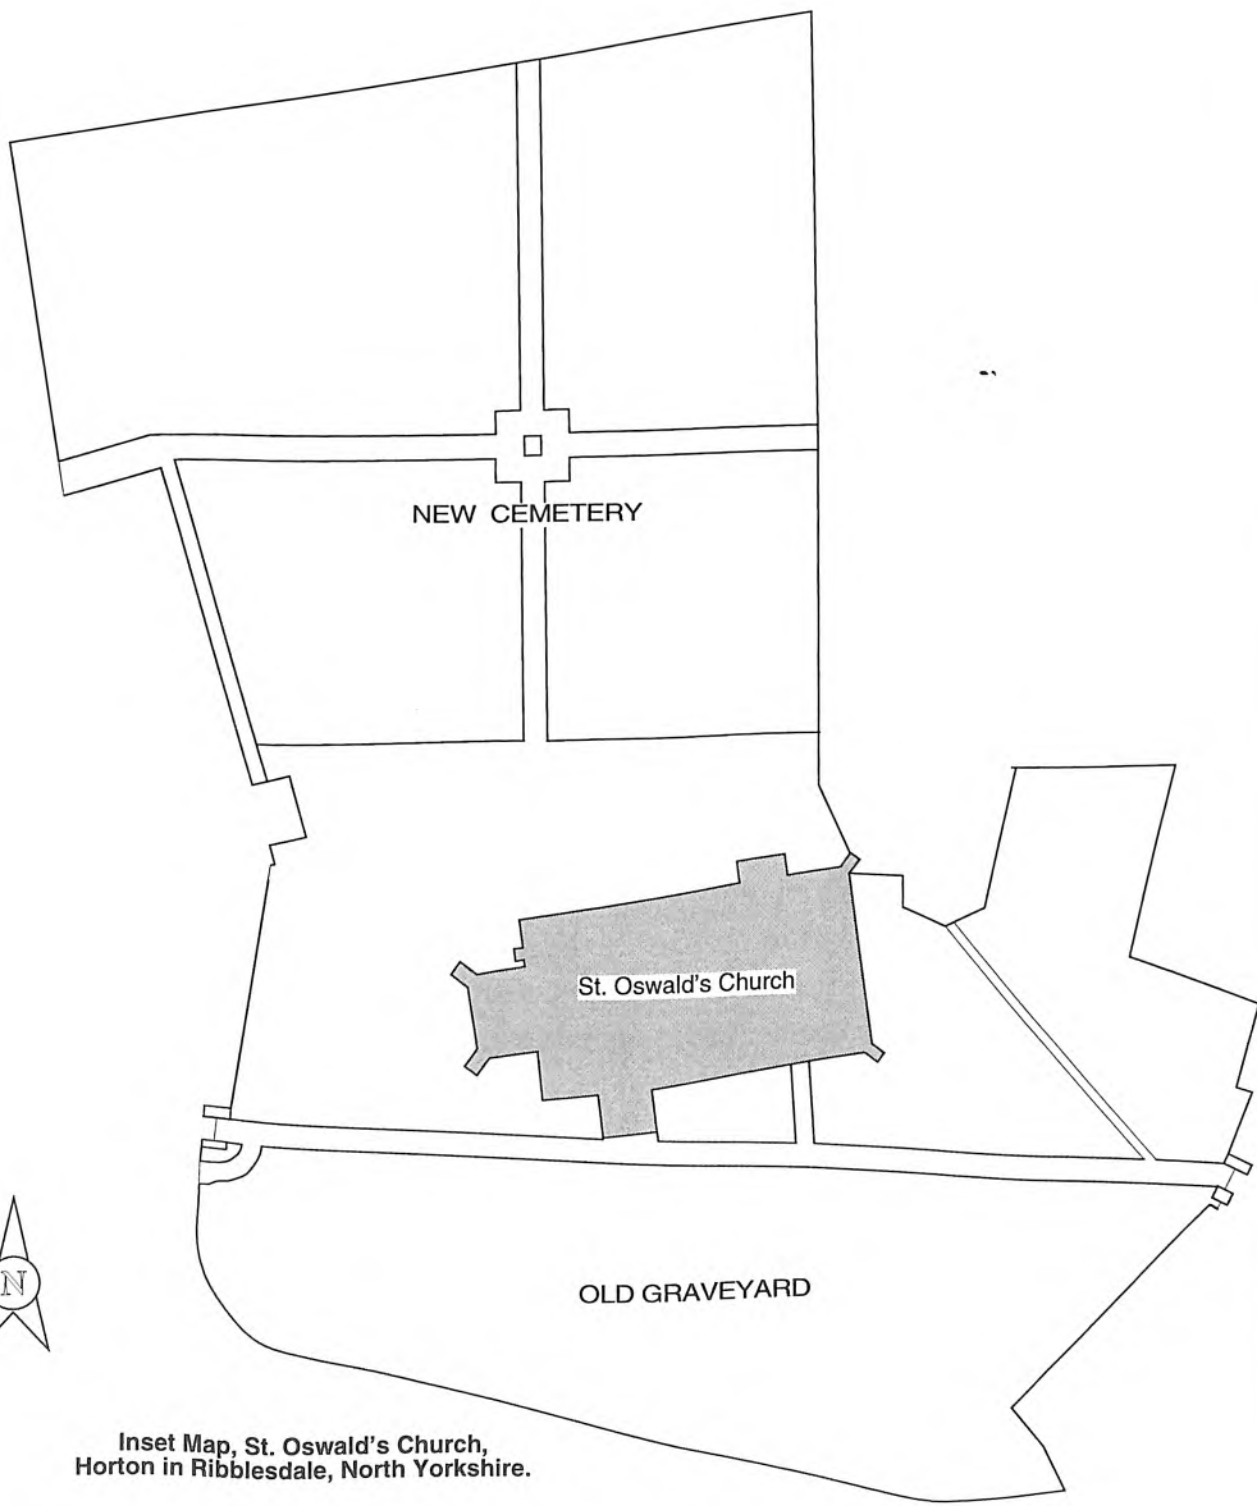 NEW CEMETERY
St. Oswald's Church
OLD GRAVEYARD
N
Inset Map, St. Oswald's Church,
Horton in Ribblesdale, North Yorkshire.